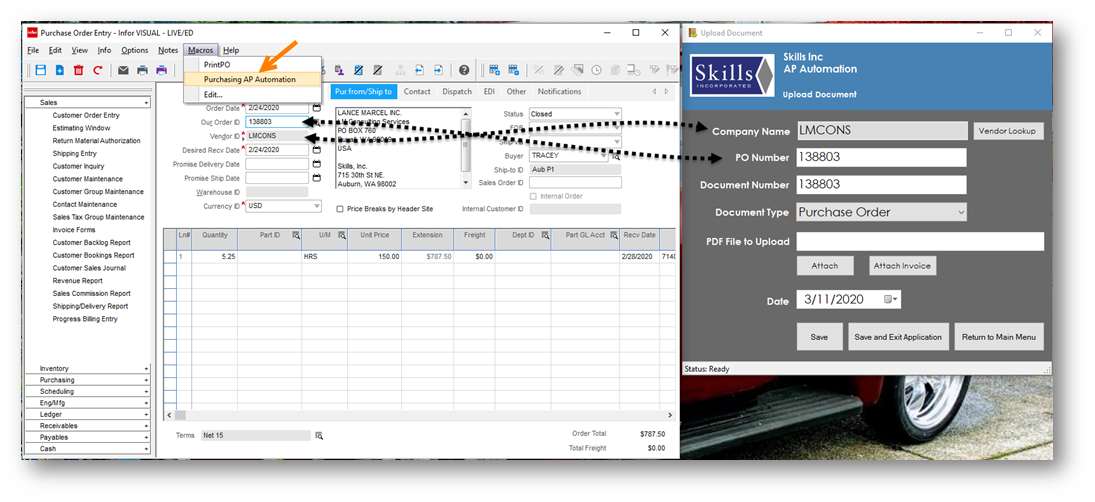 Purchase Order Entry - Infor VISUAL - LIVE/ED
File Edit View Info Options Notes Macros Help
PrintPO
Purchasing AP Automation
Edit...
Sales
Customer Order Entry
Estimating Window
Return Material Authorization
Shipping Entry
Customer Inquiry
Customer Maintenance
Customer Group Maintenance
Contact Maintenance
Sales Tax Group Maintenance
Invoice Forms
Customer Backlog Report
Customer Bookings Report
Customer Sales Journal
Revenue Report
Sales Commission Report
Shipping/Delivery Report
Progress Billing Entry
Inventory
Purchasing
Scheduling
Eng/Mfg
Ledger
Receivables
Payables
Cash
Order Date * 2/24/2020
Our Order ID 138803
Vendor ID * LMCONS
Desired Recv Date * 2/24/2020
Promise Delivery Date
Promise Ship Date
Warehouse ID
Currency ID * USD
Pur from/Ship to Contact Dispatch EDI Other Notifications
LANCE MARCEL INC.
PO BOX 760
USA
Skills, Inc.
715 30th St NE.
Auburn, WA 98002
Price Breaks by Header Site
Status Closed
Buyer TRACEY
Ship-to ID Aub P1
Sales Order ID
Internal Order
Internal Customer ID
Ln# Quantity Part ID U/M Unit Price Extension Freight Dept ID Part GL Acct Recv Date
1 5.25 HRS 150.00 $787.50 $0.00 2/28/2020 7140
Terms Net 15
Order Total $787.50
Total Freight $0.00
Upload Document
Skills
INCORPORATED
Skills Inc
AP Automation
Upload Document
Company Name LMCONS Vendor Lookup
PO Number 138803
Document Number 138803
Document Type Purchase Order
PDF File to Upload
Attach Attach Invoice
Date 3/11/2020
Save Save and Exit Application Return to Main Menu
Status: Ready